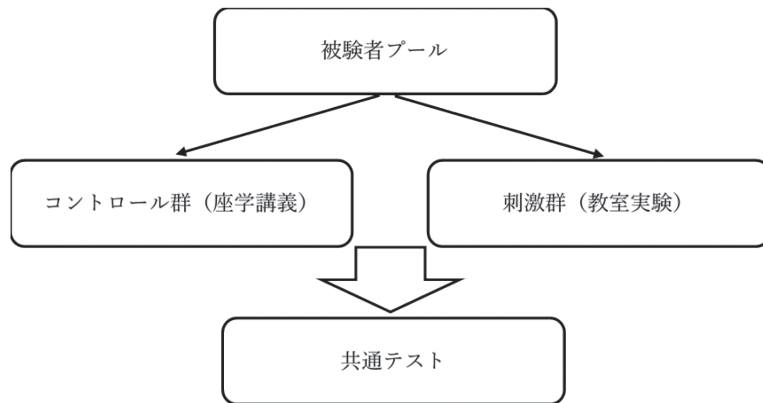 被験者プール
コントロール群（座学講義）
刺激群（教室実験）
共通テスト